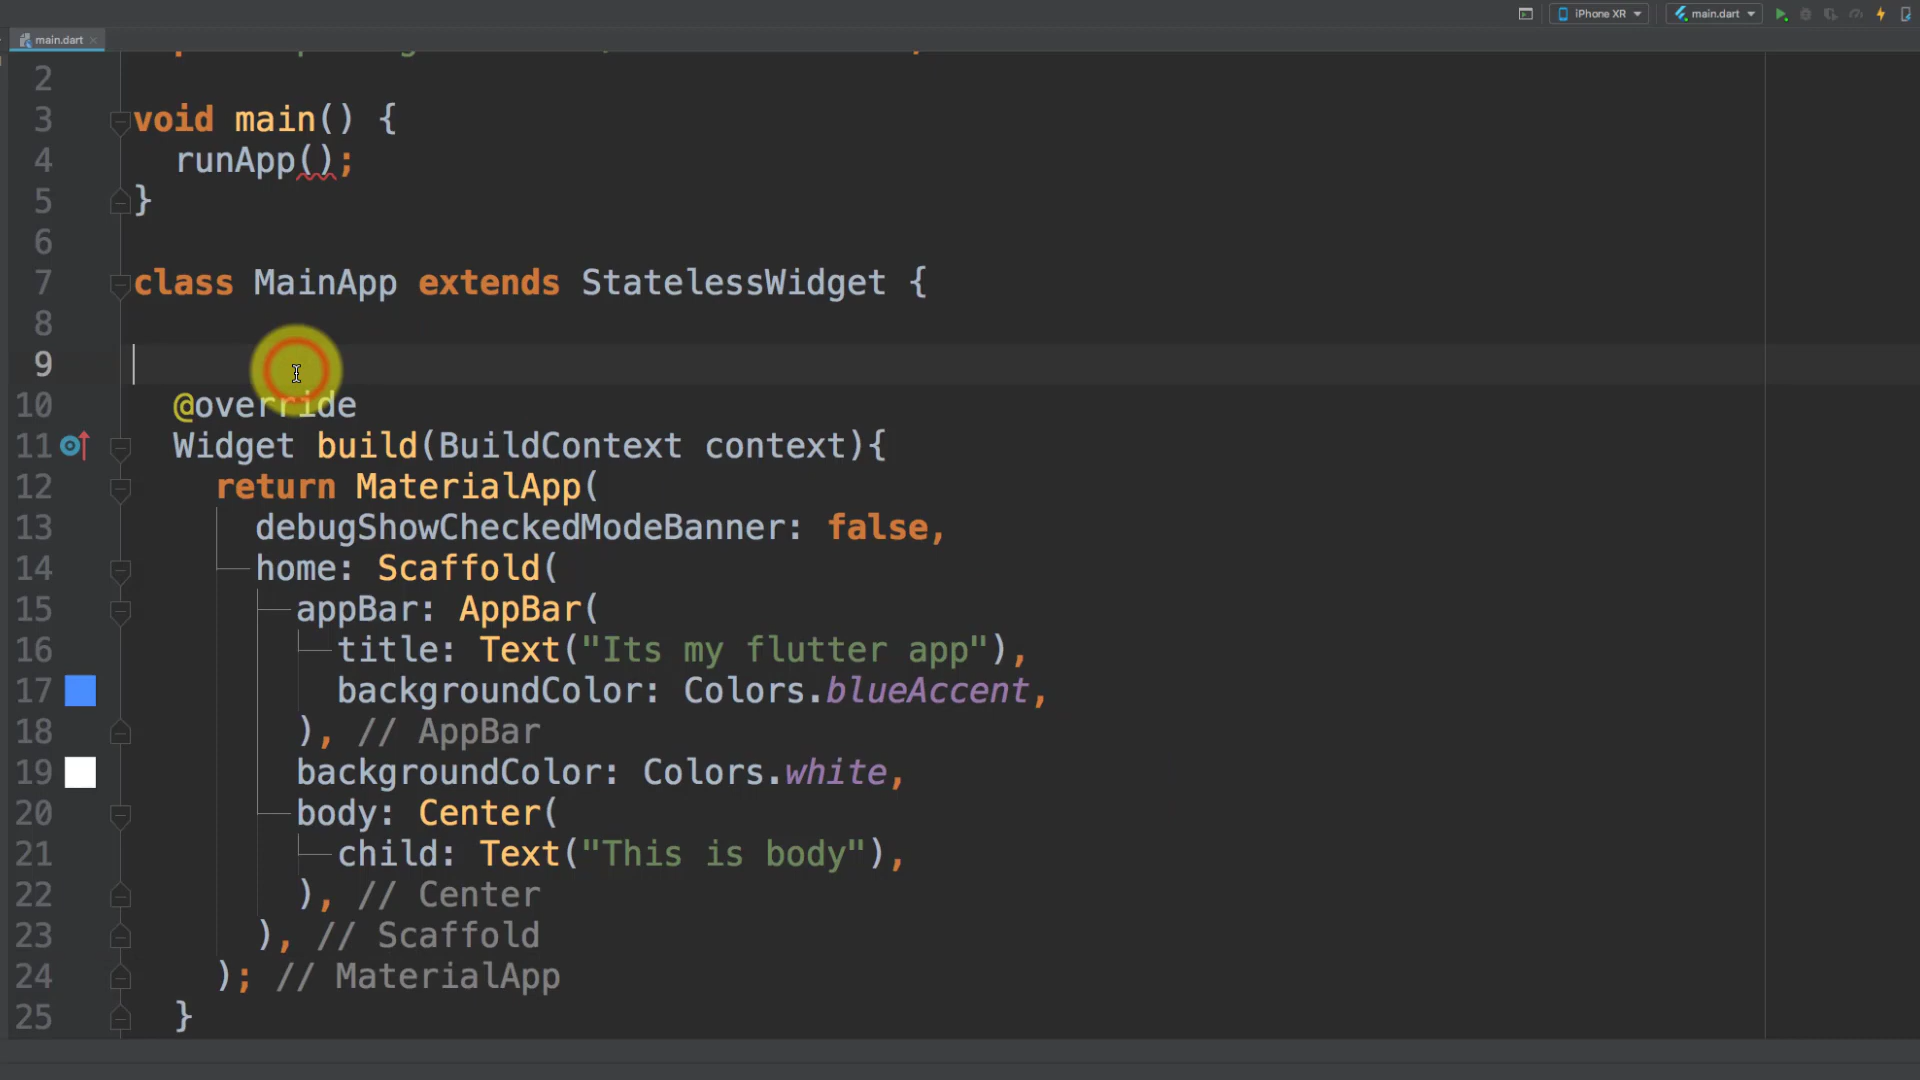 iPhone XR
main.dart
main.dart
2
3 void main() {
4 runApp();
5 }
6
7 class MainApp extends StatelessWidget {
8
9
10 @override
11 Widget build(BuildContext context){
12 return MaterialApp(
13 debugShowCheckedModeBanner: false,
14 home: Scaffold(
15 appBar: AppBar(
16 title: Text("Its my flutter app"),
17 backgroundColor: Colors.blueAccent,
18 ), // AppBar
19 backgroundColor: Colors.white,
20 body: Center(
21 child: Text("This is body"),
22 ), // Center
23 ), // Scaffold
24 ); // MaterialApp
25 }